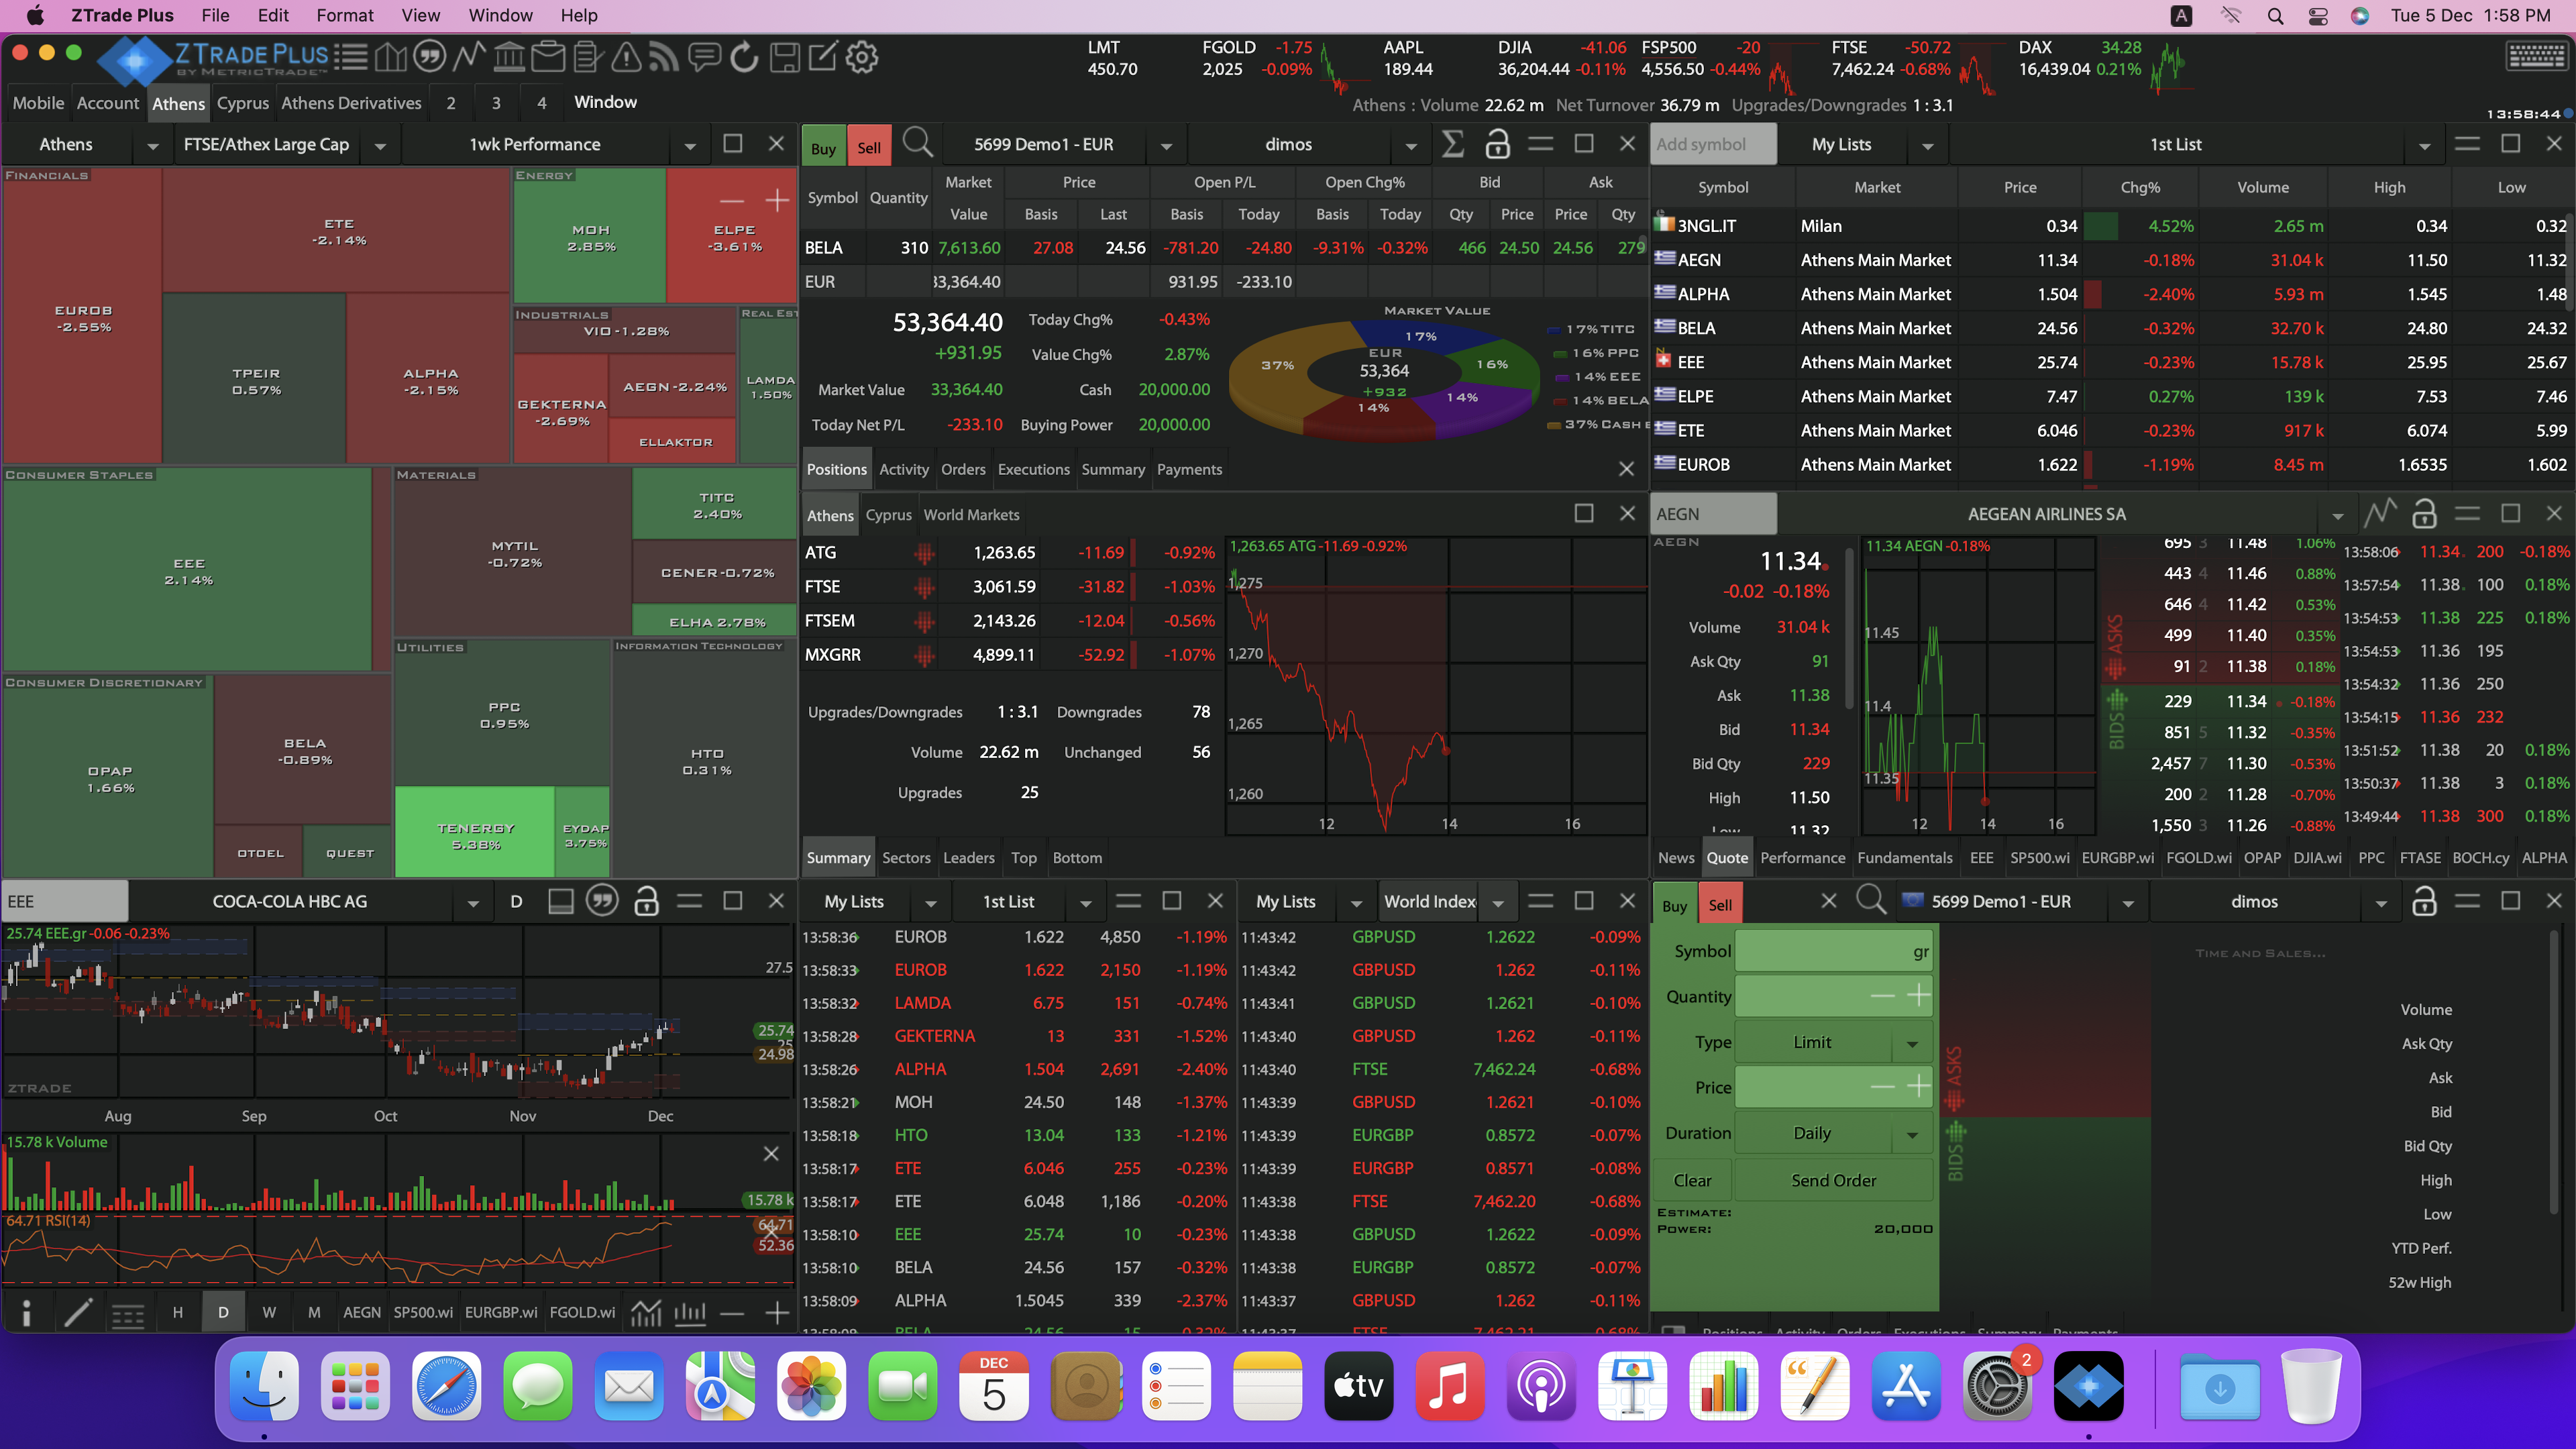 ZTrade Plus File Edit Format View Window Help
A Tue 5 Dec 1:58 PM
ZTRADE PLUS
BY METRICTRADE™
LMT 450.70
FGOLD -1.75 2,025 -0.09%
AAPL 189.44
DJIA -41.06 36,204.44 -0.11%
FSP500 -20 4,556.50 -0.44%
FTSE -50.72 7,462.24 -0.68%
DAX 34.28 16,439.04 0.21%
Mobile Account Athens Cyprus Athens Derivatives 2 3 4 Window
Athens : Volume 22.62 m Net Turnover 36.79 m Upgrades/Downgrades 1 : 3.1
13:58:44
Athens FTSE/Athex Large Cap 1wk Performance
FINANCIALS
EUROB -2.55%
ETE -2.14%
TPEIR 0.57%
ALPHA -2.15%
ENERGY
MOH 2.85%
ELPE -3.61%
INDUSTRIALS
VIO -1.28%
GEKTERNA -2.69%
AEGN -2.24%
ELLAKTOR
REAL EST
LAMDA 1.50%
CONSUMER STAPLES
EEE 2.14%
MATERIALS
MYTIL -0.72%
TITC 2.40%
CENER -0.72%
ELHA 2.78%
CONSUMER DISCRETIONARY
OPAP 1.66%
BELA -0.89%
OTOEL
QUEST
UTILITIES
PPC 0.95%
TENERGY 5.38%
EYDAP 3.75%
INFORMATION TECHNOLOGY
HTO 0.31%
Buy Sell 5699 Demo1 - EUR dimos
Symbol Quantity Market Value Price Basis Last Open P/L Basis Today Open Chg% Basis Today Bid Qty Price Ask Price Qty
BELA 310 7,613.60 27.08 24.56 -781.20 -24.80 -9.31% -0.32% 466 24.50 24.56 279
EUR 33,364.40 931.95 -233.10
53,364.40 Today Chg% -0.43%
+931.95 Value Chg% 2.87%
Market Value 33,364.40 Cash 20,000.00
Today Net P/L -233.10 Buying Power 20,000.00
MARKET VALUE
17% 16% 14% 14% 37%
EUR
53,364
+932
17% TITC
16% PPC
14% EEE
14% BELA
37% CASH E
Positions Activity Orders Executions Summary Payments
Add symbol My Lists 1st List
Symbol Market Price Chg% Volume High Low
3NGL.IT Milan 0.34 4.52% 2.65 m 0.34 0.32
AEGN Athens Main Market 11.34 -0.18% 31.04 k 11.50 11.32
ALPHA Athens Main Market 1.504 -2.40% 5.93 m 1.545 1.48
BELA Athens Main Market 24.56 -0.32% 32.70 k 24.80 24.32
EEE Athens Main Market 25.74 -0.23% 15.78 k 25.95 25.67
ELPE Athens Main Market 7.47 0.27% 139 k 7.53 7.46
ETE Athens Main Market 6.046 -0.23% 917 k 6.074 5.99
EUROB Athens Main Market 1.622 -1.19% 8.45 m 1.6535 1.602
Athens Cyprus World Markets
ATG 1,263.65 -11.69 -0.92%
FTSE 3,061.59 -31.82 -1.03%
FTSEM 2,143.26 -12.04 -0.56%
MXGRR 4,899.11 -52.92 -1.07%
Upgrades/Downgrades 1 : 3.1 Downgrades 78
Volume 22.62 m Unchanged 56
Upgrades 25
1,263.65 ATG -11.69 -0.92%
1,275
1,270
1,265
1,260
12 14 16
Summary Sectors Leaders Top Bottom
AEGN AEGEAN AIRLINES SA
AEGN
11.34
-0.02 -0.18%
Volume 31.04 k
Ask Qty 91
Ask 11.38
Bid 11.34
Bid Qty 229
High 11.50
Low 11.32
11.34 AEGN -0.18%
11.45
11.4
11.35
12 14 16
ASKS
BIDS
695 3 11.48 1.06%
443 4 11.46 0.88%
646 4 11.42 0.53%
499 11.40 0.35%
91 2 11.38 0.18%
229 11.34 -0.18%
851 5 11.32 -0.35%
2,457 7 11.30 -0.53%
200 2 11.28 -0.70%
1,550 3 11.26 -0.88%
13:58:06 11.34 200 -0.18%
13:57:54 11.38 100 0.18%
13:54:53 11.38 225 0.18%
13:54:53 11.36 195
13:54:32 11.36 250
13:54:15 11.36 232
13:51:52 11.38 20 0.18%
13:50:37 11.38 3 0.18%
13:49:44 11.38 300 0.18%
News Quote Performance Fundamentals EEE SP500.wi EURGBP.wi FGOLD.wi OPAP DJIA.wi PPC FTASE BOCH.cy ALPHA
EEE COCA-COLA HBC AG D
25.74 EEE.gr -0.06 -0.23%
27.5
25.74
25
24.98
ZTRADE
Aug Sep Oct Nov Dec
15.78 k Volume
15.78 k
64.71 RSI(14)
64.71
52.36
H D W M AEGN SP500.wi EURGBP.wi FGOLD.wi
My Lists 1st List
13:58:36 EUROB 1.622 4,850 -1.19%
13:58:33 EUROB 1.622 2,150 -1.19%
13:58:32 LAMDA 6.75 151 -0.74%
13:58:28 GEKTERNA 13 331 -1.52%
13:58:26 ALPHA 1.504 2,691 -2.40%
13:58:21 MOH 24.50 148 -1.37%
13:58:18 HTO 13.04 133 -1.21%
13:58:17 ETE 6.046 255 -0.23%
13:58:17 ETE 6.048 1,186 -0.20%
13:58:10 EEE 25.74 10 -0.23%
13:58:10 BELA 24.56 157 -0.32%
13:58:09 ALPHA 1.5045 339 -2.37%
My Lists World Index
11:43:42 GBPUSD 1.2622 -0.09%
11:43:42 GBPUSD 1.262 -0.11%
11:43:41 GBPUSD 1.2621 -0.10%
11:43:40 GBPUSD 1.262 -0.11%
11:43:40 FTSE 7,462.24 -0.68%
11:43:39 GBPUSD 1.2621 -0.10%
11:43:39 EURGBP 0.8572 -0.07%
11:43:39 EURGBP 0.8571 -0.08%
11:43:38 FTSE 7,462.20 -0.68%
11:43:38 GBPUSD 1.2622 -0.09%
11:43:38 EURGBP 0.8572 -0.07%
11:43:37 GBPUSD 1.262 -0.11%
Buy Sell 5699 Demo1 - EUR dimos
Symbol gr
Quantity
Type Limit
Price
Duration Daily
Clear Send Order
ESTIMATE:
POWER: 20,000
ASKS
BIDS
TIME AND SALES...
Volume
Ask Qty
Ask
Bid
Bid Qty
High
Low
YTD Perf.
52w High
Positions Activity Orders Executions Summary Payments
DEC
5
tv
2